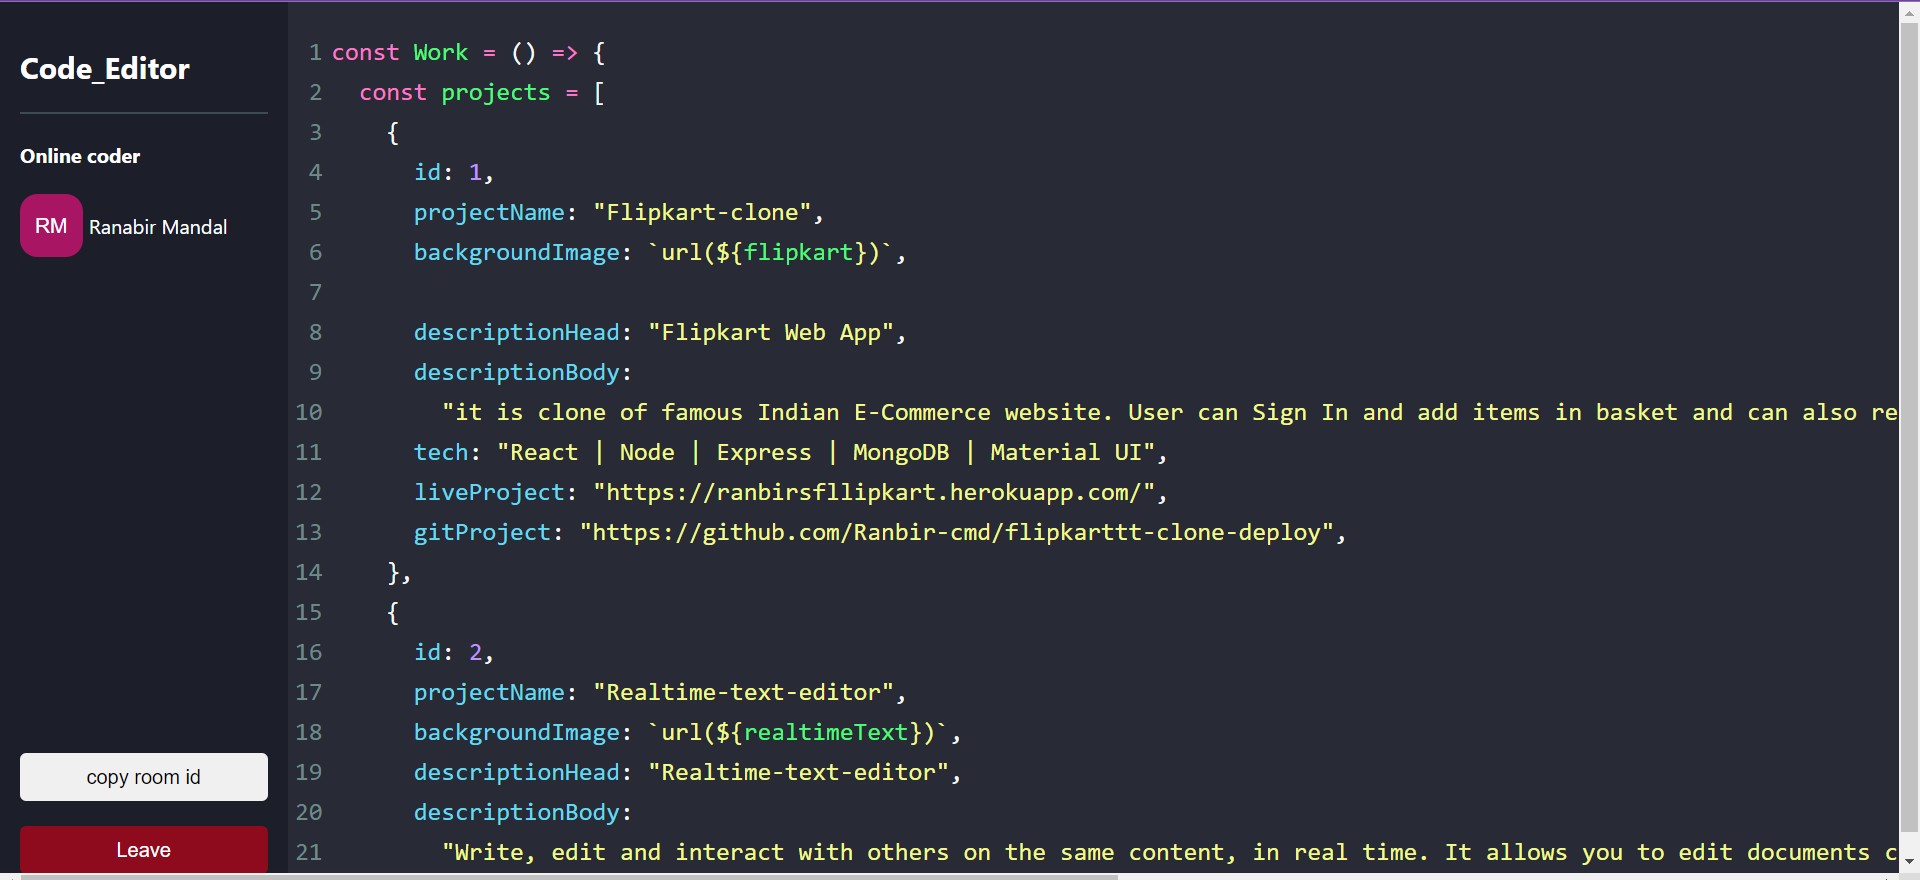 Code_Editor
Online coder
RM Ranabir Mandal
copy room id
Leave
1 const Work = () => {
2 const projects = [
3 {
4 id: 1,
5 projectName: "Flipkart-clone",
6 backgroundImage: `url(${flipkart})`,
7
8 descriptionHead: "Flipkart Web App",
9 descriptionBody:
10 "it is clone of famous Indian E-Commerce website. User can Sign In and add items in basket and can also re
11 tech: "React | Node | Express | MongoDB | Material UI",
12 liveProject: "https://ranbirsfllipkart.herokuapp.com/",
13 gitProject: "https://github.com/Ranbir-cmd/flipkarttt-clone-deploy",
14 },
15 {
16 id: 2,
17 projectName: "Realtime-text-editor",
18 backgroundImage: `url(${realtimeText})`,
19 descriptionHead: "Realtime-text-editor",
20 descriptionBody:
21 "Write, edit and interact with others on the same content, in real time. It allows you to edit documents c